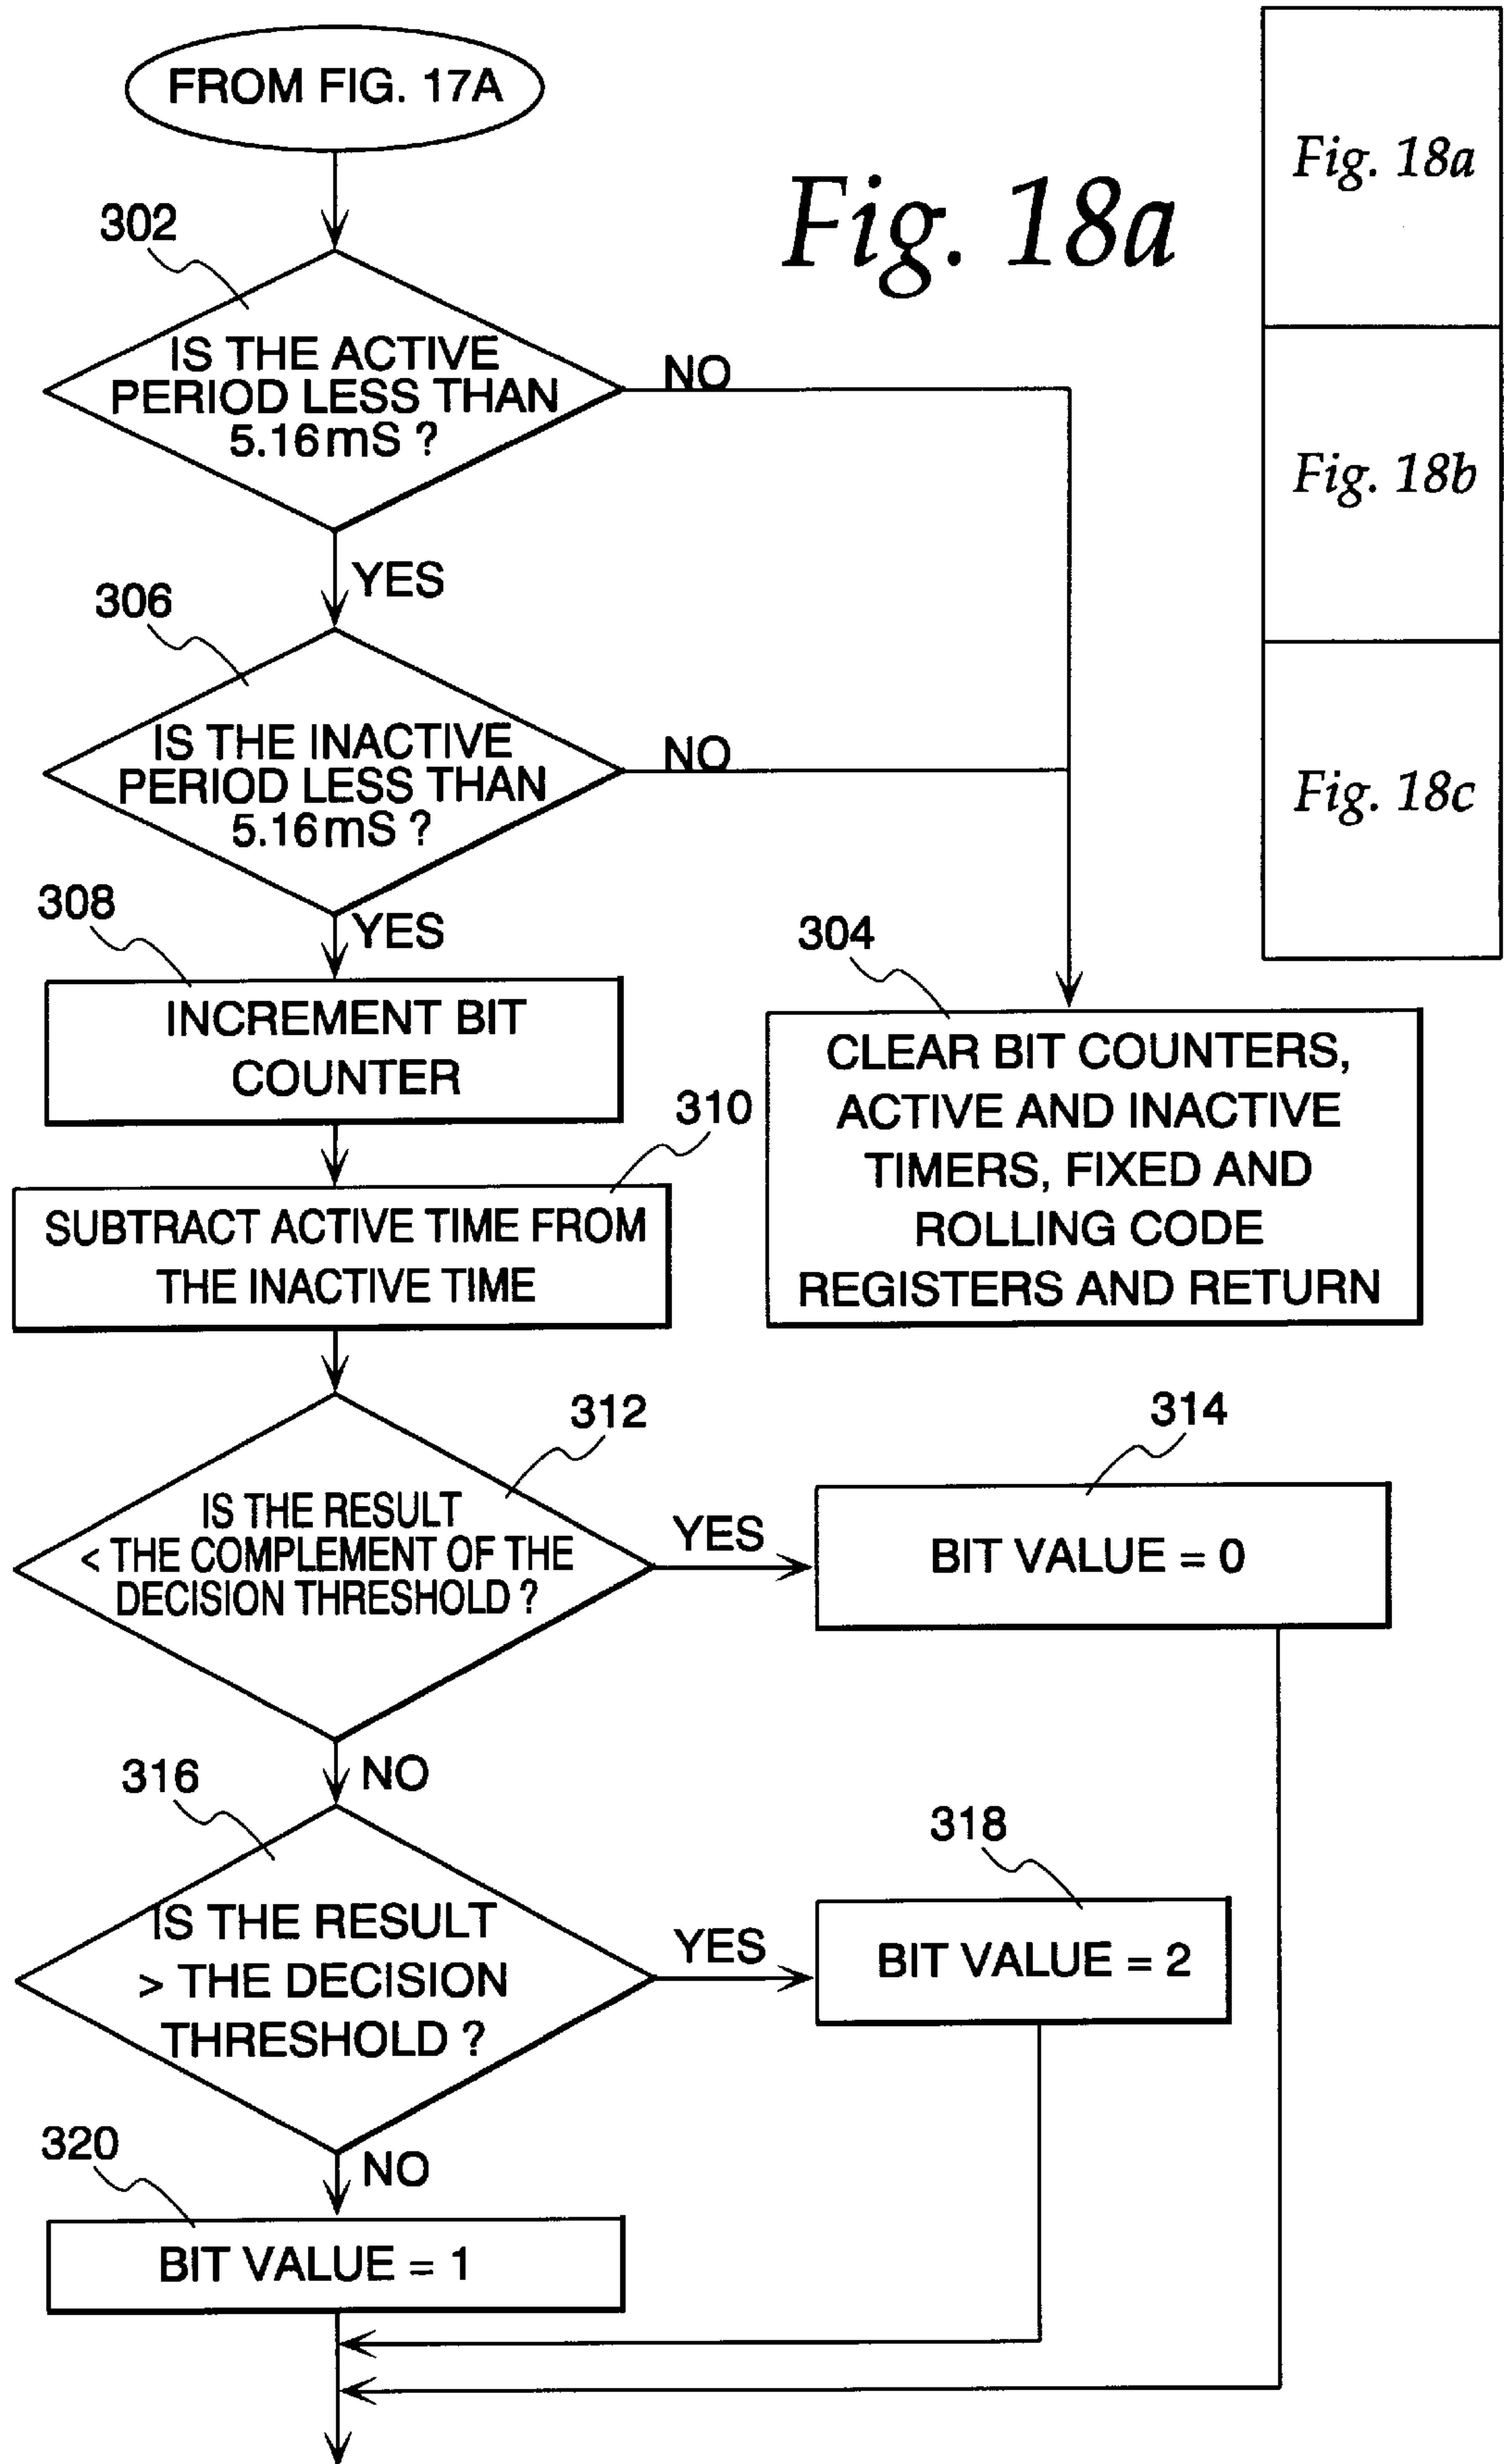 FROM FIG. 17A
Fig. 18a
Fig. 18a
Fig. 18b
Fig. 18c
302
IS THE ACTIVE
PERIOD LESS THAN
5.16mS ?
NO
YES
306
IS THE INACTIVE
PERIOD LESS THAN
5.16mS ?
NO
YES
308
INCREMENT BIT
COUNTER
304
CLEAR BIT COUNTERS,
ACTIVE AND INACTIVE
TIMERS, FIXED AND
ROLLING CODE
REGISTERS AND RETURN
310
SUBTRACT ACTIVE TIME FROM
THE INACTIVE TIME
312
IS THE RESULT
< THE COMPLEMENT OF THE
DECISION THRESHOLD ?
YES
314
BIT VALUE = 0
NO
316
IS THE RESULT
> THE DECISION
THRESHOLD ?
YES
318
BIT VALUE = 2
NO
320
BIT VALUE = 1